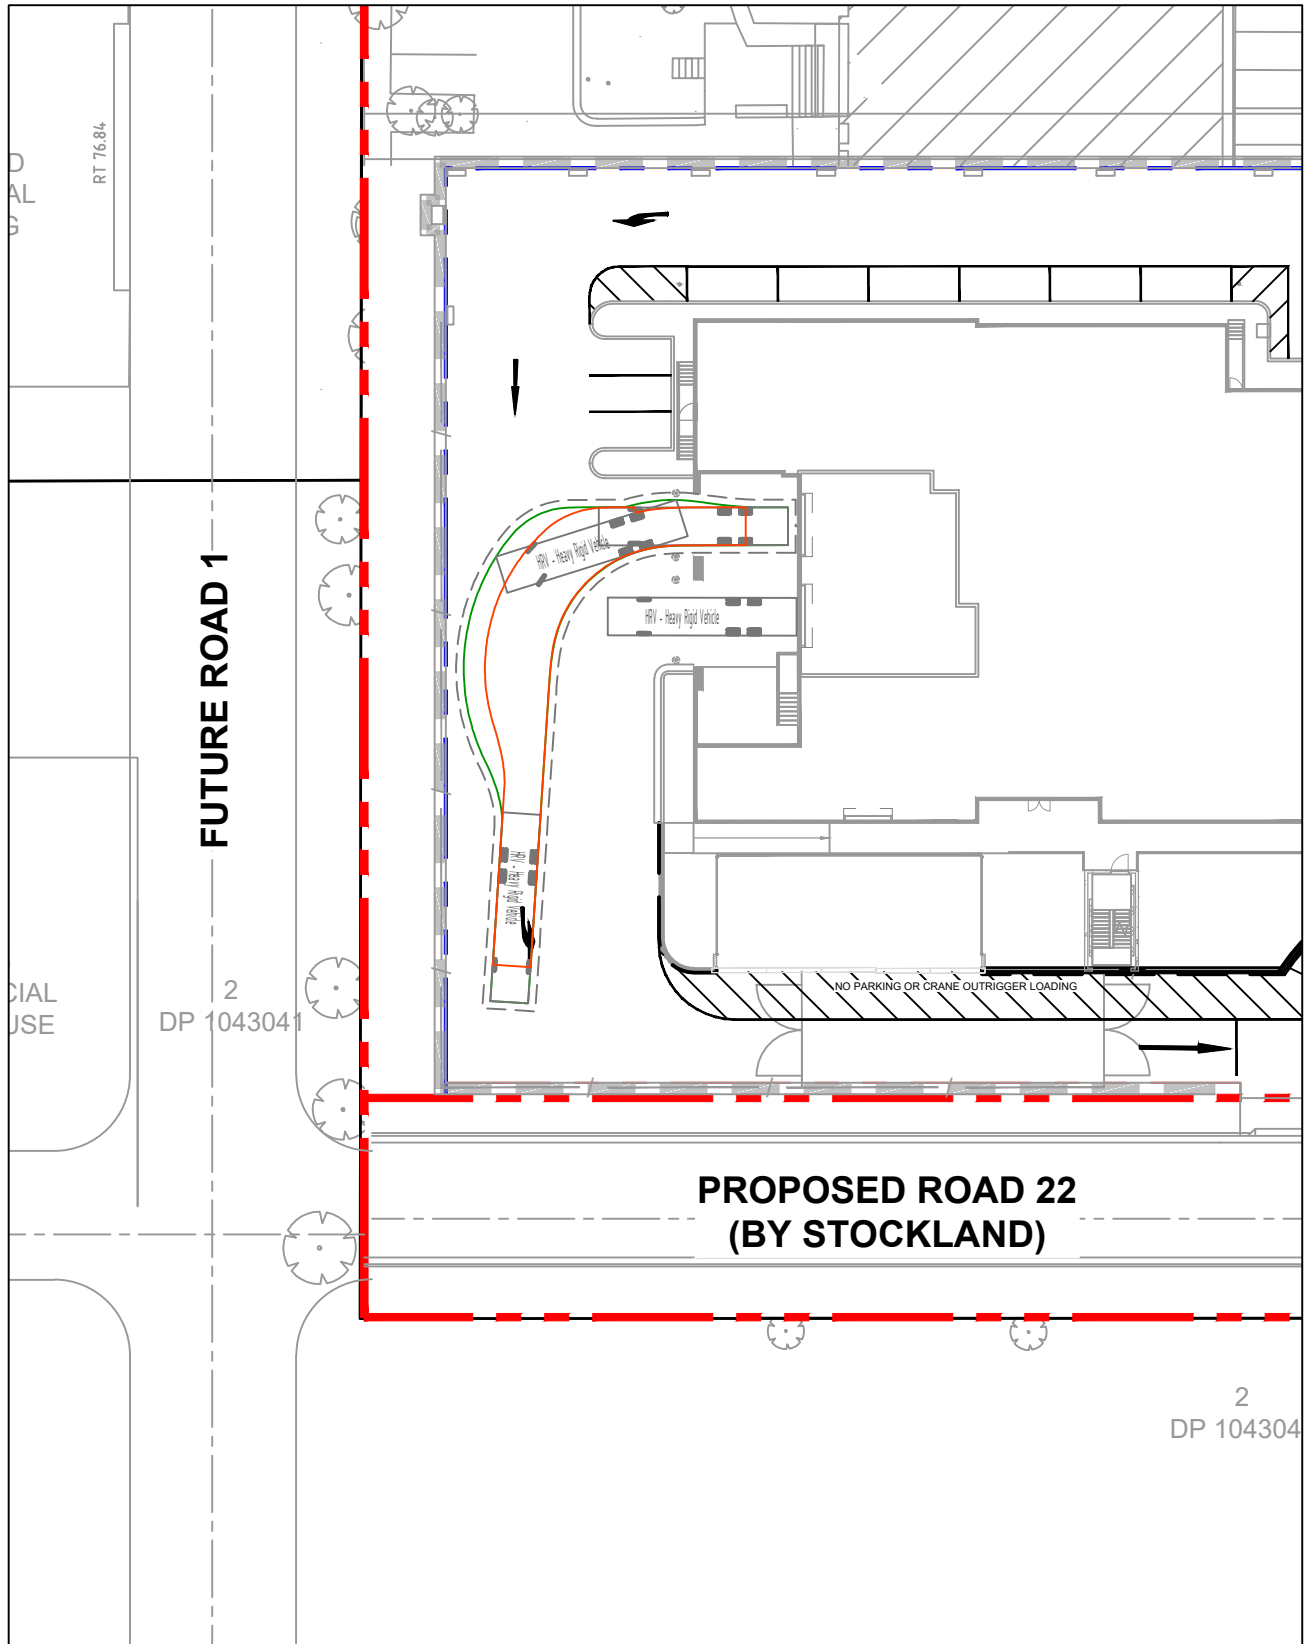 RT 76.84
D
AL
G
HRV - Heavy Rigid Vehicle
HRV - Heavy Rigid Vehicle
FUTURE ROAD 1
HRV - Heavy Rigid Vehicle
CIAL
USE
2
DP 1043041
NO PARKING OR CRANE OUTRIGGER LOADING
PROPOSED ROAD 22
(BY STOCKLAND)
2
DP 104304